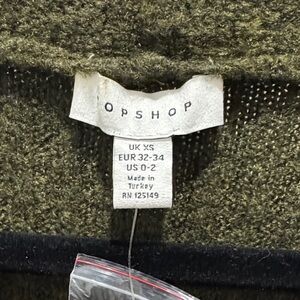 OPSHOP
UK XS
EUR 32-34
US 0-2
Made in
Turkey
RN 125149